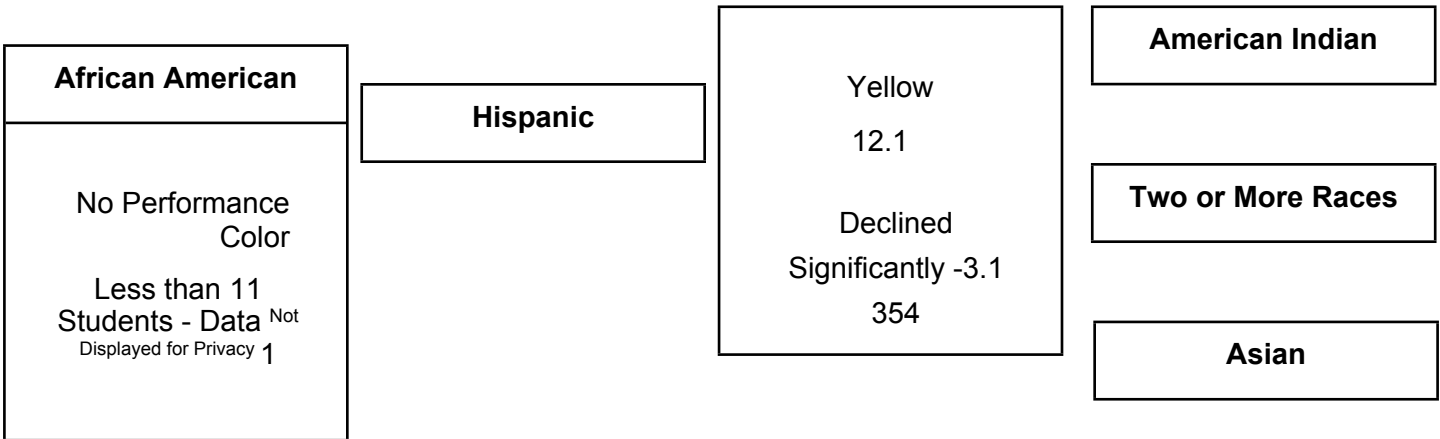 African American
No Performance
Color
Less than 11
Students - Data Not
Displayed for Privacy 1
Hispanic
Yellow
12.1
Declined
Significantly -3.1
354
American Indian
Two or More Races
Asian